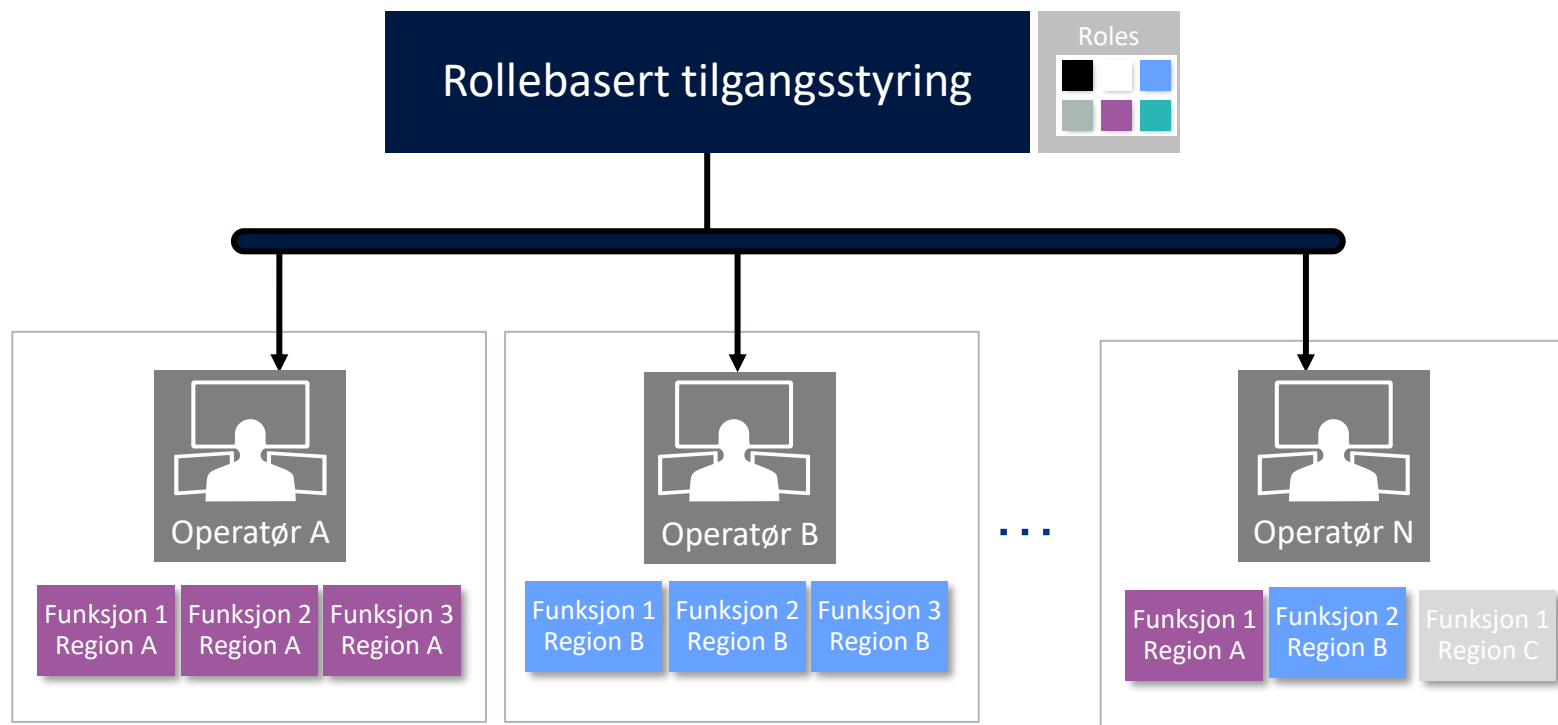 Rollebasert tilgangsstyring
Roles
Operatør A
Operatør B
...
Operatør N
Funksjon 1
Region A
Funksjon 2
Region A
Funksjon 3
Region A
Funksjon 1
Region B
Funksjon 2
Region B
Funksjon 3
Region B
Funksjon 1
Region A
Funksjon 2
Region B
Funksjon 1
Region C